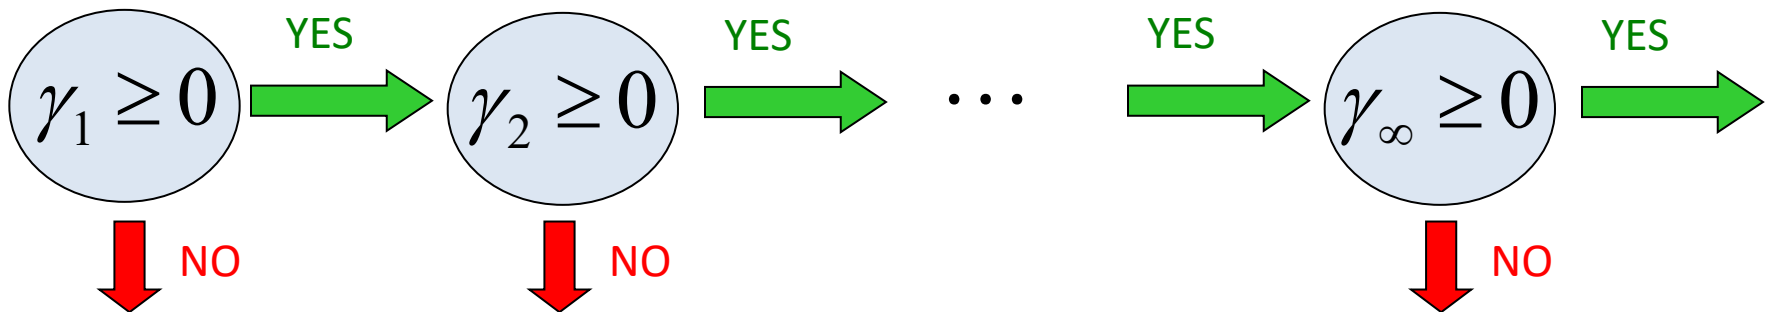 YES YES YES YES
γ₁ ≥ 0 γ₂ ≥ 0 ··· γ∞ ≥ 0
NO NO NO